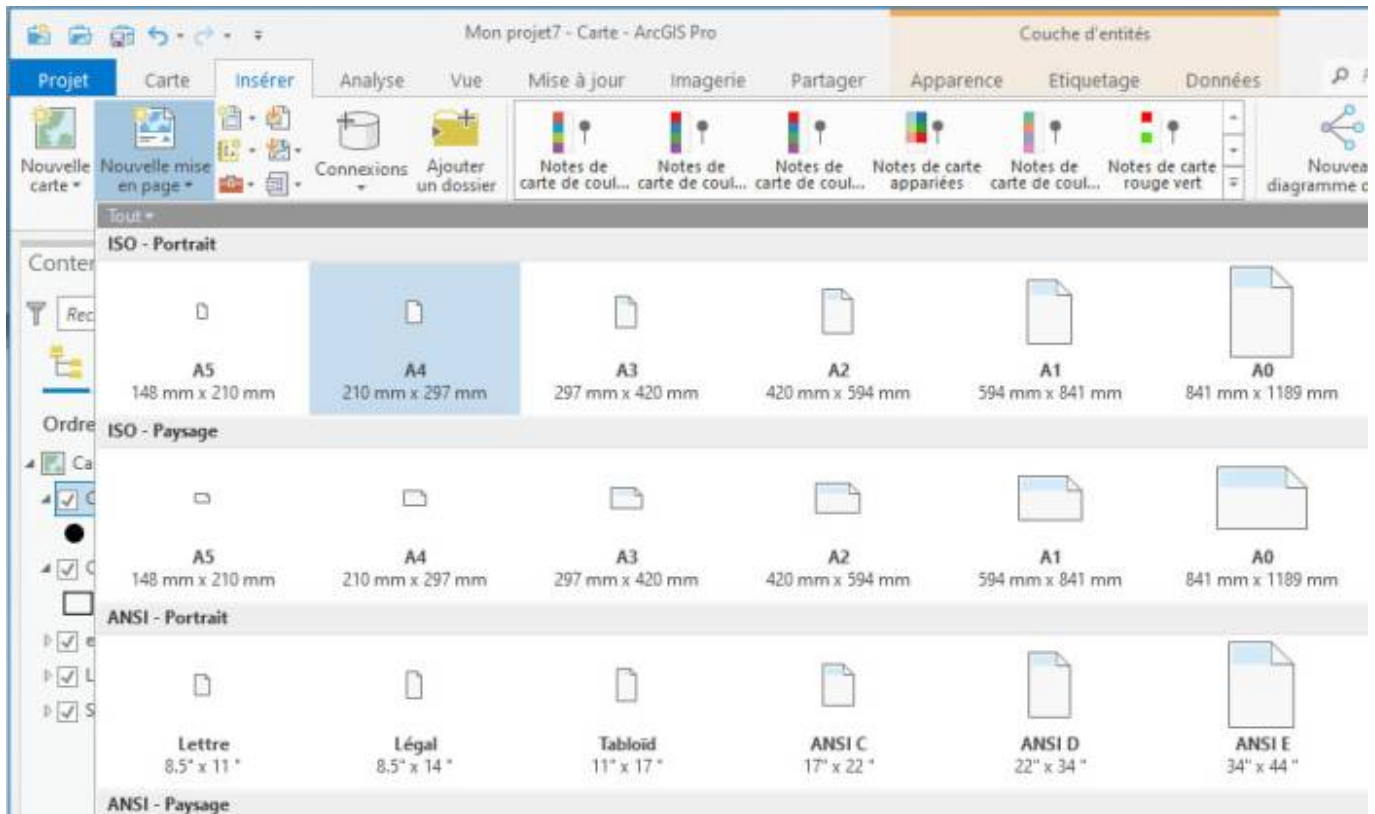 Mon projet7 - Carte - ArcGIS Pro
Couche d'entités
Projet Carte Insérer Analyse Vue Mise à jour Imagerie Partager Apparence Etiquetage Données
Nouvelle carte
Nouvelle mise en page
Connexions
Ajouter un dossier
Notes de carte de coul...
Notes de carte de coul...
Notes de carte de coul...
Notes de carte appariées
Notes de carte de coul...
Notes de carte rouge vert
Nouvea
diagramme d
Tout
ISO - Portrait
Conter
Rec
A5 A4 A3 A2 A1 A0
148 mm x 210 mm 210 mm x 297 mm 297 mm x 420 mm 420 mm x 594 mm 594 mm x 841 mm 841 mm x 1189 mm
Ordre
ISO - Paysage
Ca
C
A5 A4 A3 A2 A1 A0
C
148 mm x 210 mm 210 mm x 297 mm 297 mm x 420 mm 420 mm x 594 mm 594 mm x 841 mm 841 mm x 1189 mm
ANSI - Portrait
e
L
S
Lettre Légal Tabloïd ANSI C ANSI D ANSI E
8.5" x 11 " 8.5" x 14 " 11" x 17 " 17" x 22 " 22" x 34 " 34" x 44 "
ANSI - Paysage